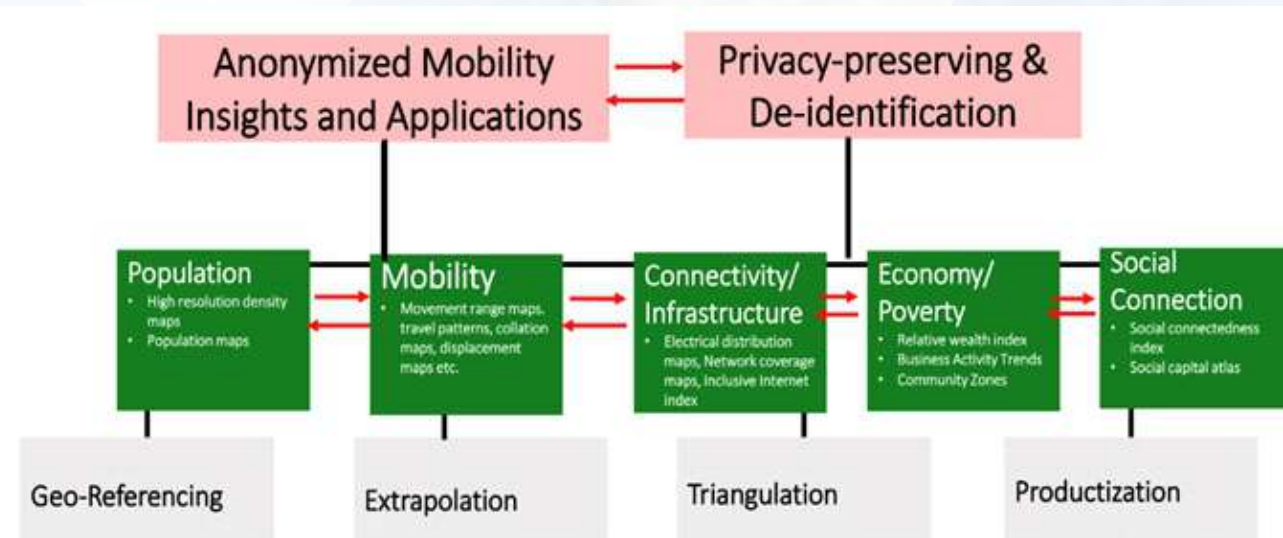 Anonymized Mobility
Insights and Applications
Privacy-preserving &
De-identification
Population
• High resolution density
maps
• Population maps
Mobility
• Movement range maps.
travel patterns, collation
maps, displacement
maps etc.
Connectivity/
Infrastructure
• Electrical distribution
maps, Network coverage
maps, Inclusive Internet
index
Economy/
Poverty
• Relative wealth index
• Business Activity Trends
• Community Zones
Social
Connection
• Social connectedness
index
• Social capital atlas
Geo-Referencing
Extrapolation
Triangulation
Productization